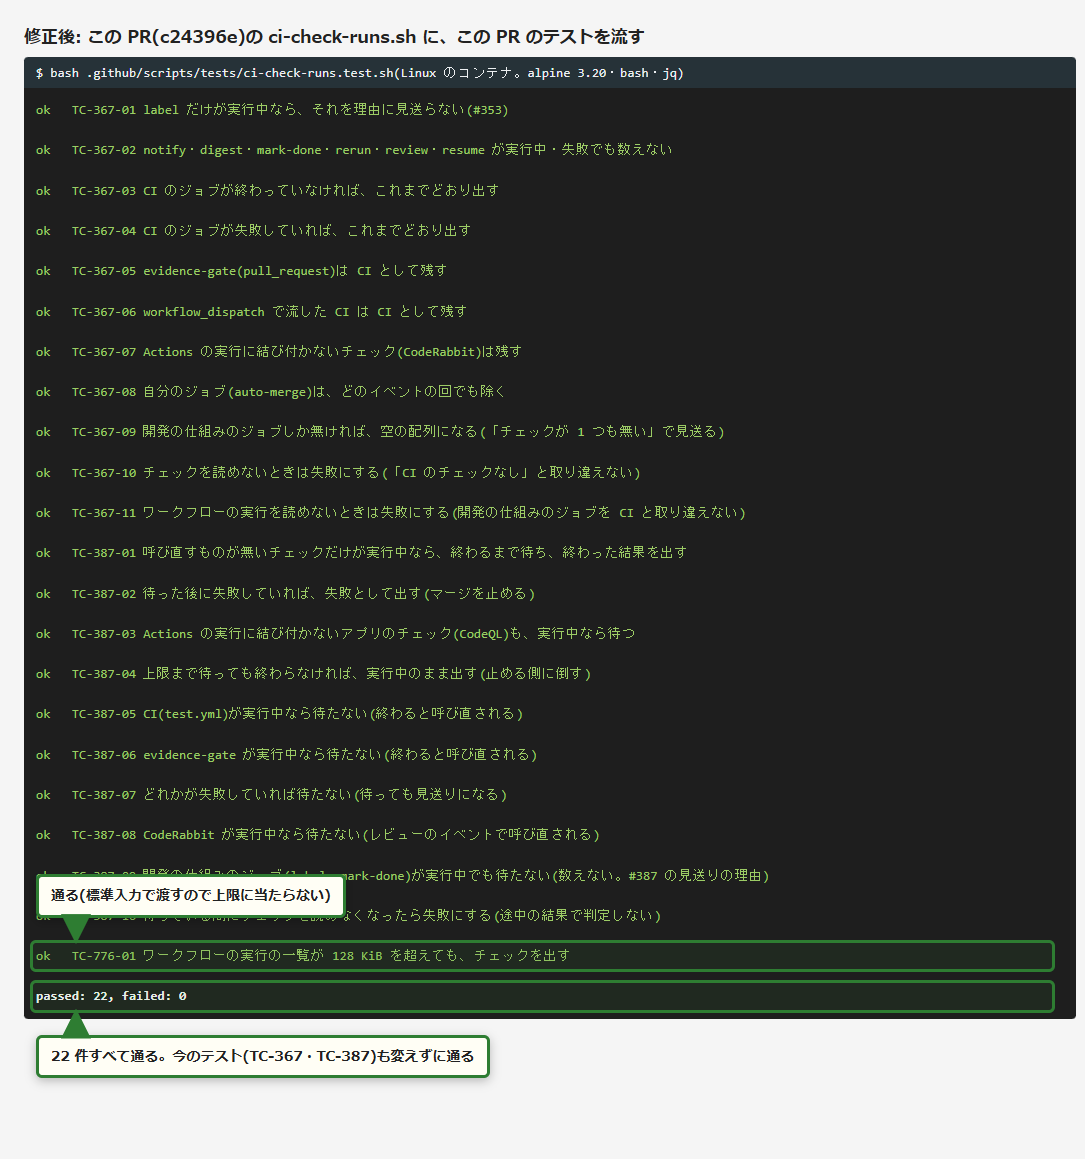 修正後: この PR(c24396e)の ci-check-runs.sh に、この PR のテストを流す
$ bash .github/scripts/tests/ci-check-runs.test.sh(Linux のコンテナ。alpine 3.20・bash・jq)
ok TC-367-01 label だけが実行中なら、それを理由に見送らない(#353)
ok TC-367-02 notify・digest・mark-done・rerun・review・resume が実行中・失敗でも数えない
ok TC-367-03 CI のジョブが終わっていなければ、これまでどおり出す
ok TC-367-04 CI のジョブが失敗していれば、これまでどおり出す
ok TC-367-05 evidence-gate(pull_request)は CI として残す
ok TC-367-06 workflow_dispatch で流した CI は CI として残す
ok TC-367-07 Actions の実行に結び付かないチェック(CodeRabbit)は残す
ok TC-367-08 自分のジョブ(auto-merge)は、どのイベントの回でも除く
ok TC-367-09 開発の仕組みのジョブしか無ければ、空の配列になる(「チェックが 1 つも無い」で見送る)
ok TC-367-10 チェックを読めないときは失敗にする(「CI のチェックなし」と取り違えない)
ok TC-367-11 ワークフローの実行を読めないときは失敗にする(開発の仕組みのジョブを CI と取り違えない)
ok TC-387-01 呼び直すものが無いチェックだけが実行中なら、終わるまで待ち、終わった結果を出す
ok TC-387-02 待った後に失敗していれば、失敗として出す(マージを止める)
ok TC-387-03 Actions の実行に結び付かないアプリのチェック(CodeQL)も、実行中なら待つ
ok TC-387-04 上限まで待っても終わらなければ、実行中のまま出す(止める側に倒す)
ok TC-387-05 CI(test.yml)が実行中なら待たない(終わると呼び直される)
ok TC-387-06 evidence-gate が実行中なら待たない(終わると呼び直される)
ok TC-387-07 どれかが失敗していれば待たない(待っても見送りになる)
ok TC-387-08 CodeRabbit が実行中なら待たない(レビューのイベントで呼び直される)
mark-done)が実行中でも待たない(数えない。#387 の見送りの理由)
通る(標準入力で渡すので上限に当たらない)
なくなったら失敗にする(途中の結果で判定しない)
ok TC-776-01 ワークフローの実行の一覧が 128 KiB を超えても、チェックを出す
passed: 22, failed: 0
22 件すべて通る。今のテスト(TC-367・TC-387)も変えずに通る